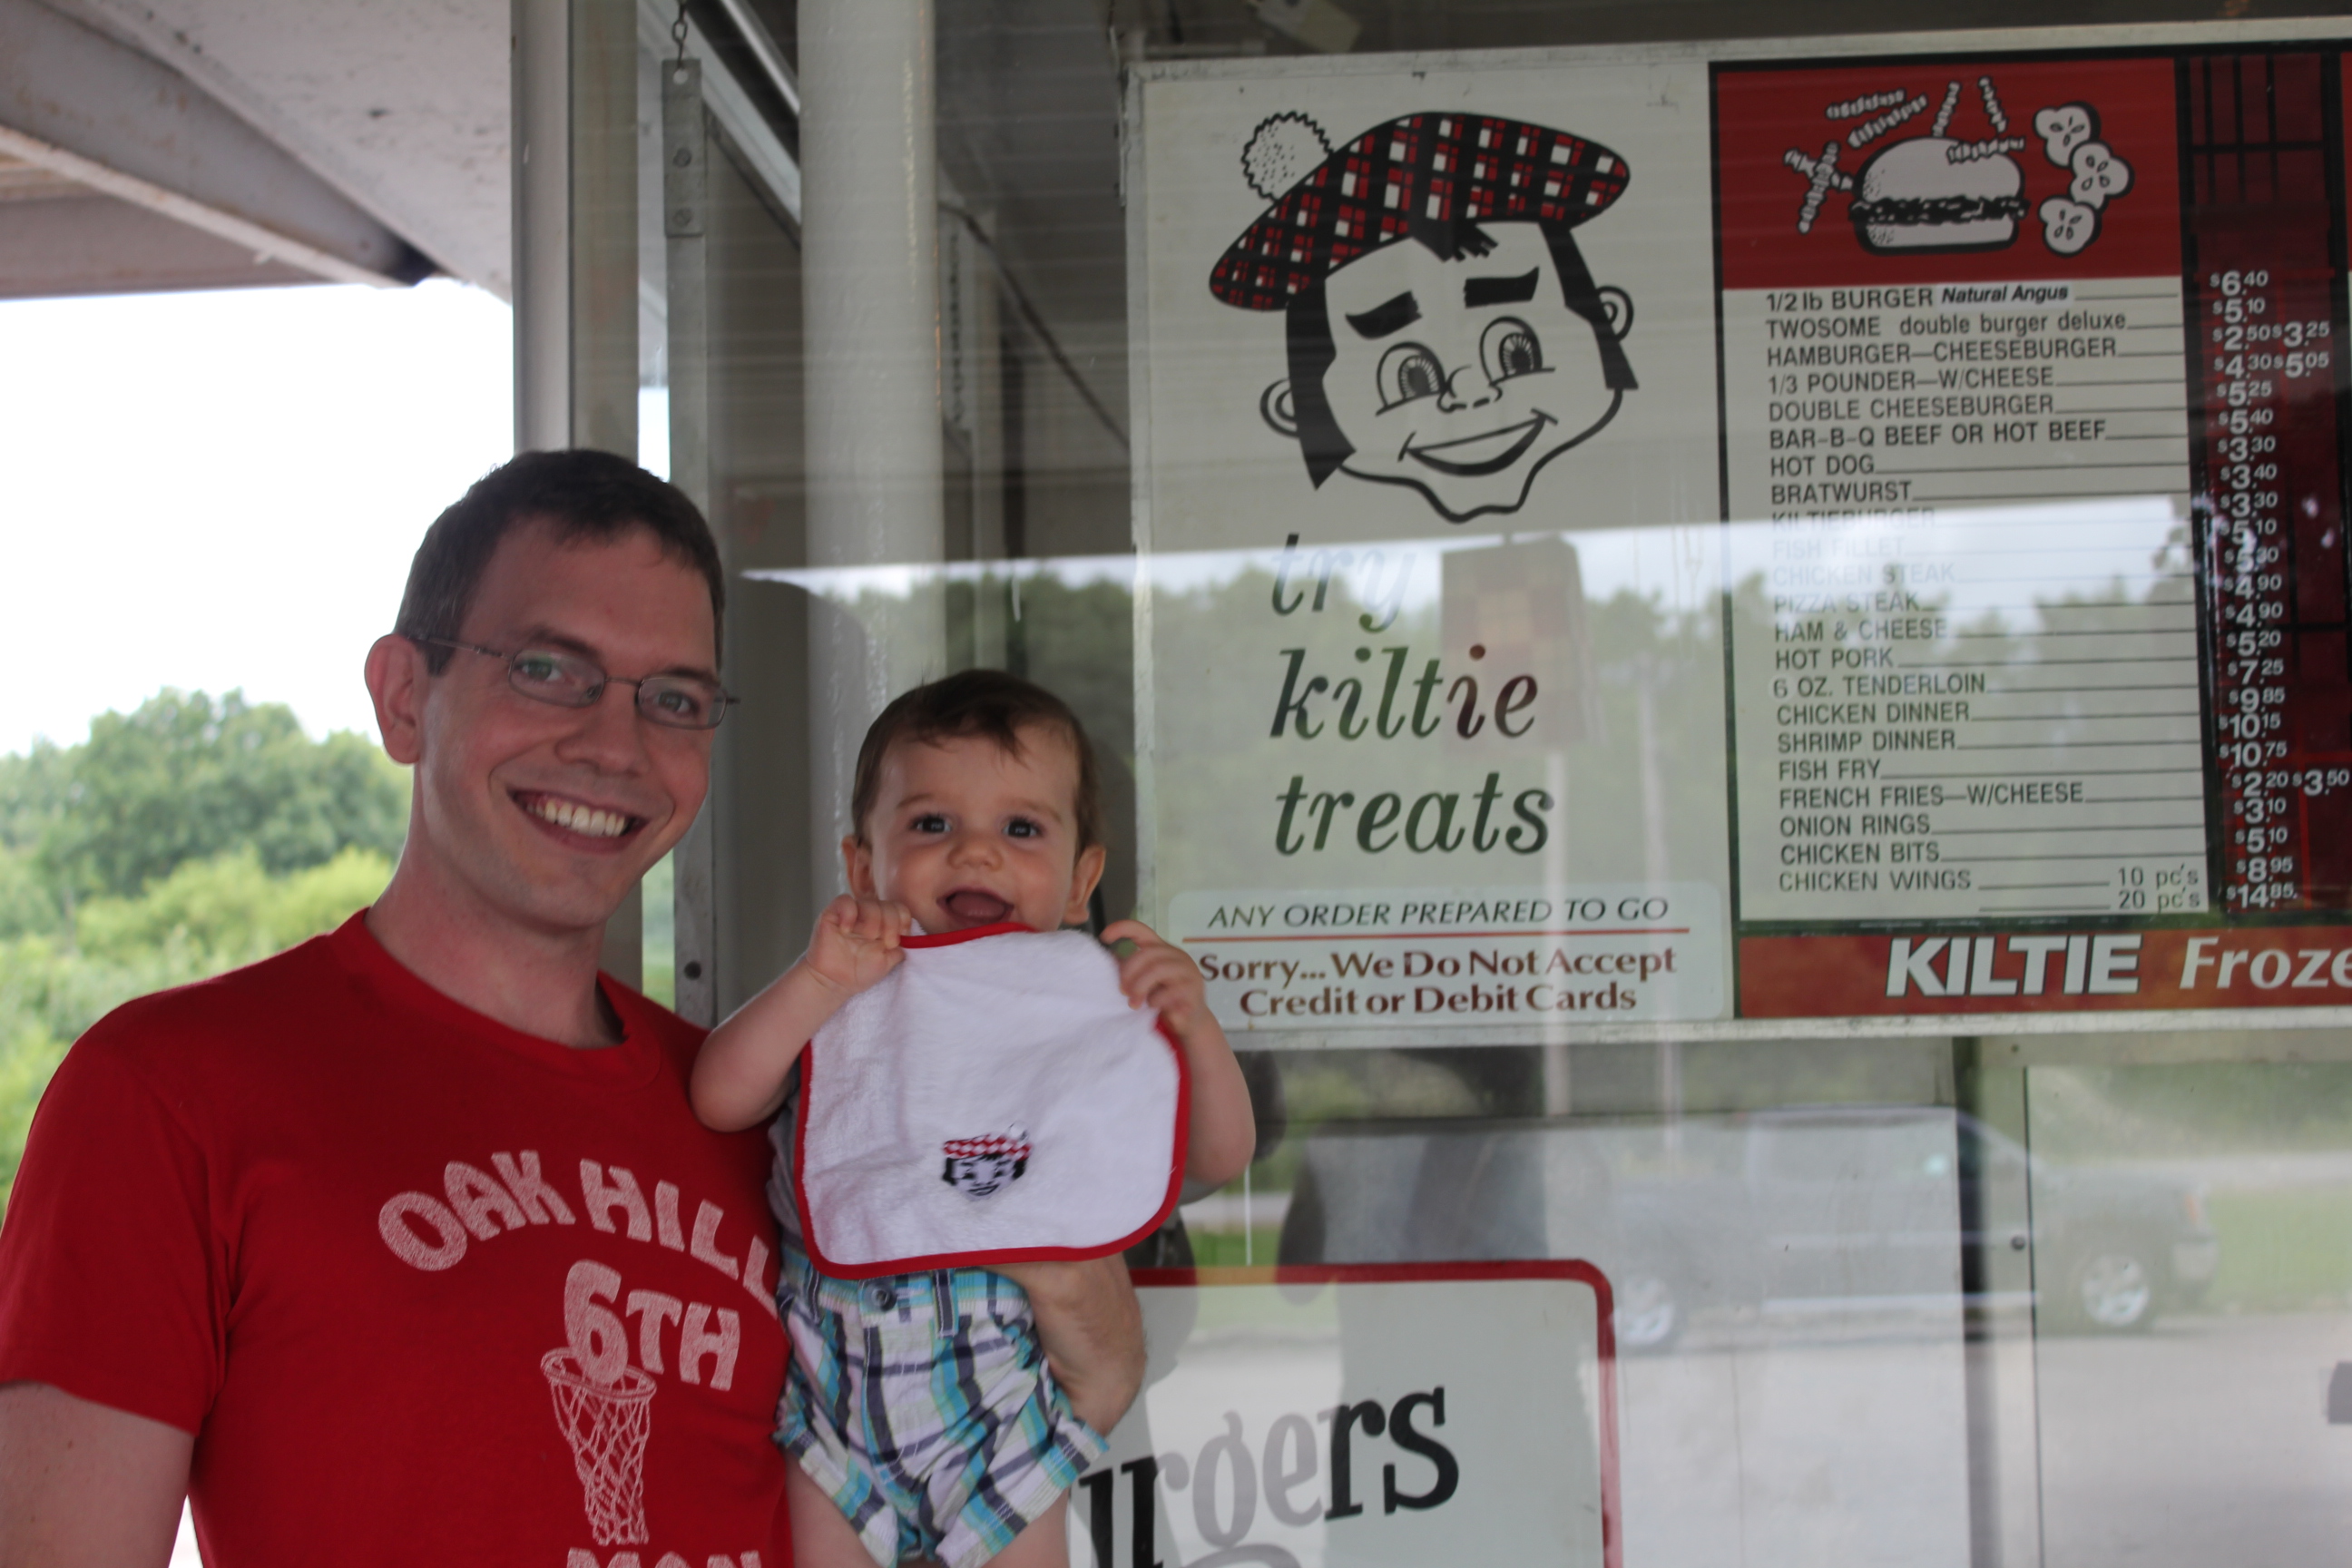 OAK HILL
6TH
try
kiltie
treats
ANY ORDER PREPARED TO GO
Sorry... We Do Not Accept
Credit or Debit Cards
1/2 lb BURGER Natural Angus
TWOSOME double burger deluxe
HAMBURGER—CHEESEBURGER
1/3 POUNDER—W/CHEESE
DOUBLE CHEESEBURGER
BAR-B-Q BEEF OR HOT BEEF
HOT DOG
BRATWURST
KILTIEBURGER
FISH FILLET
CHICKEN STEAK
PIZZA STEAK
HAM & CHEESE
HOT PORK
6 OZ. TENDERLOIN
CHICKEN DINNER
SHRIMP DINNER
FISH FRY
FRENCH FRIES—W/CHEESE
ONION RINGS
CHICKEN BITS
CHICKEN WINGS 10 pc's
20 pc's
$6.40
$5.10
$2.50 $3.25
$4.30 $5.05
$5.25
$5.40
$3.30
$3.40
$3.30
$5.10
$5.30
$4.90
$4.90
$5.20
$7.25
$9.85
$10.15
$10.75
$2.20 $3.50
$3.10
$5.10
$8.95
$14.85
KILTIE Froze
urgers